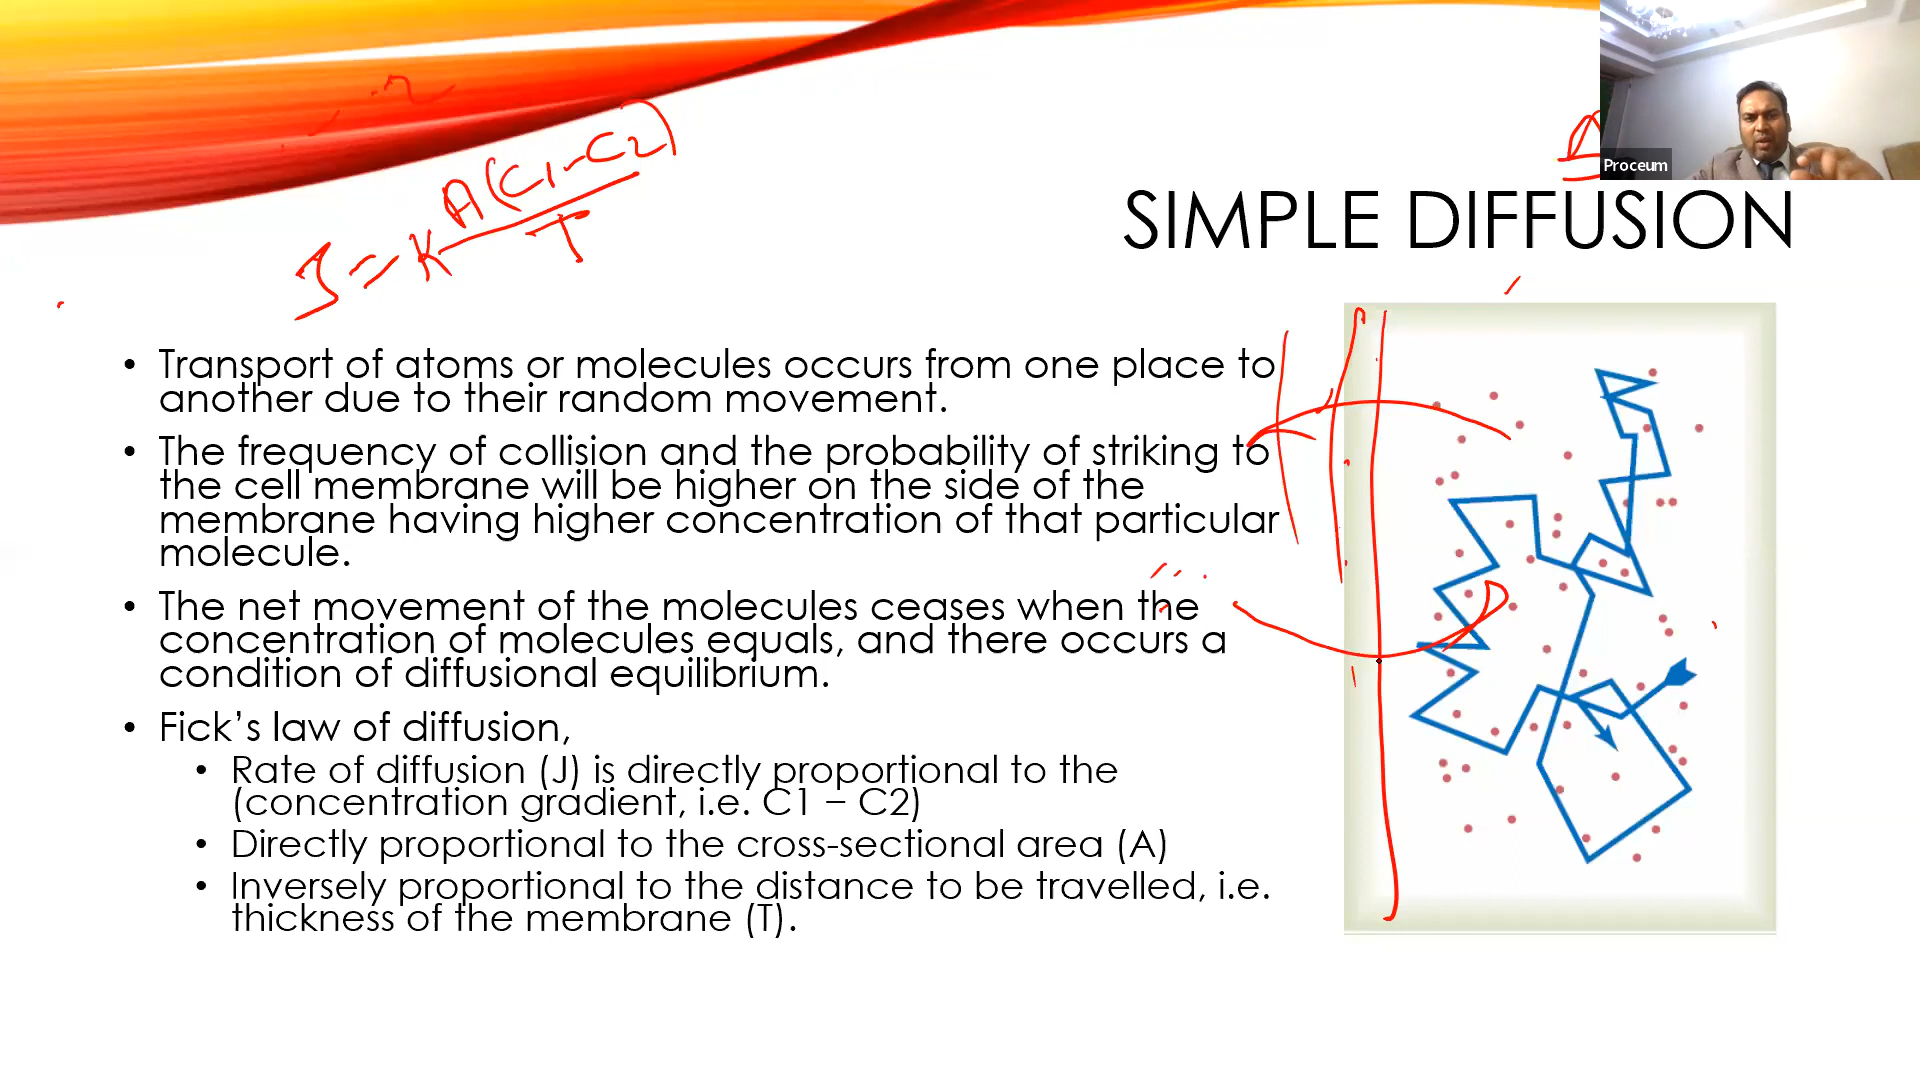 Proceum
SIMPLE DIFFUSION
J = K A(C1-C2)
T
• Transport of atoms or molecules occurs from one place to
another due to their random movement.
• The frequency of collision and the probability of striking to
the cell membrane will be higher on the side of the
membrane having higher concentration of that particular
molecule.
• The net movement of the molecules ceases when the
concentration of molecules equals, and there occurs a
condition of diffusional equilibrium.
• Fick’s law of diffusion,
• Rate of diffusion (J) is directly proportional to the
(concentration gradient, i.e. C1 – C2)
• Directly proportional to the cross-sectional area (A)
• Inversely proportional to the distance to be travelled, i.e.
thickness of the membrane (T).